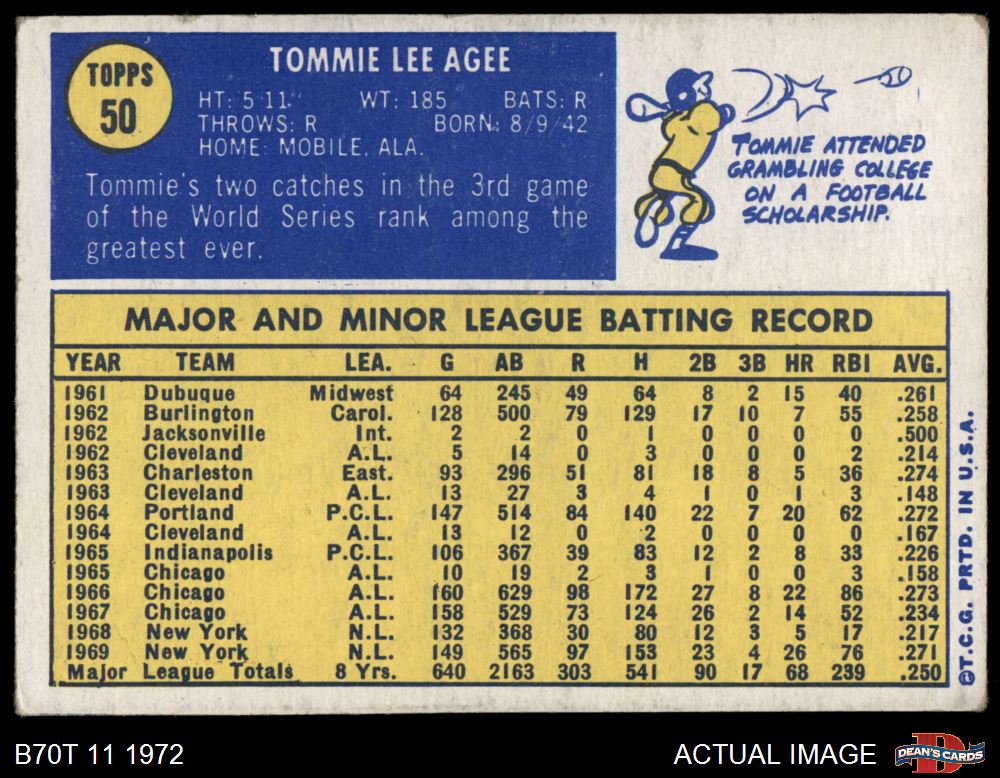 TOPPS
50
TOMMIE LEE AGEE
HT: 5'11" WT: 185 BATS: R
THROWS: R BORN: 8/9/42
HOME: MOBILE, ALA.
Tommie's two catches in the 3rd game
of the World Series rank among the
greatest ever.
TOMMIE ATTENDED
GRAMBLING COLLEGE
ON A FOOTBALL
SCHOLARSHIP.
MAJOR AND MINOR LEAGUE BATTING RECORD
YEAR TEAM LEA. G AB R H 2B 3B HR RBI AVG.
1961 Dubuque Midwest 64 245 49 64 8 2 15 40 .261
1962 Burlington Carol. 128 500 79 129 17 10 7 55 .258
1962 Jacksonville Int. 2 2 0 1 0 0 0 0 .500
1962 Cleveland A.L. 5 14 0 3 0 0 0 2 .214
1963 Charleston East. 93 296 51 81 18 8 5 36 .274
1963 Cleveland A.L. 13 27 3 4 1 0 1 3 .148
1964 Portland P.C.L. 147 514 84 140 22 7 20 62 .272
1964 Cleveland A.L. 13 12 0 2 0 0 0 0 .167
1965 Indianapolis P.C.L. 106 367 39 83 12 2 8 33 .226
1965 Chicago A.L. 10 19 2 3 1 0 0 3 .158
1966 Chicago A.L. 160 629 98 172 27 8 22 86 .273
1967 Chicago A.L. 158 529 73 124 26 2 14 52 .234
1968 New York N.L. 132 368 30 80 12 3 5 17 .217
1969 New York N.L. 149 565 97 153 23 4 26 76 .271
Major League Totals 8 Yrs. 640 2163 303 541 90 17 68 239 .250
©T.C.G. PRTD. IN U.S.A.
B70T 11 1972
ACTUAL IMAGE
DEAN'S CARDS